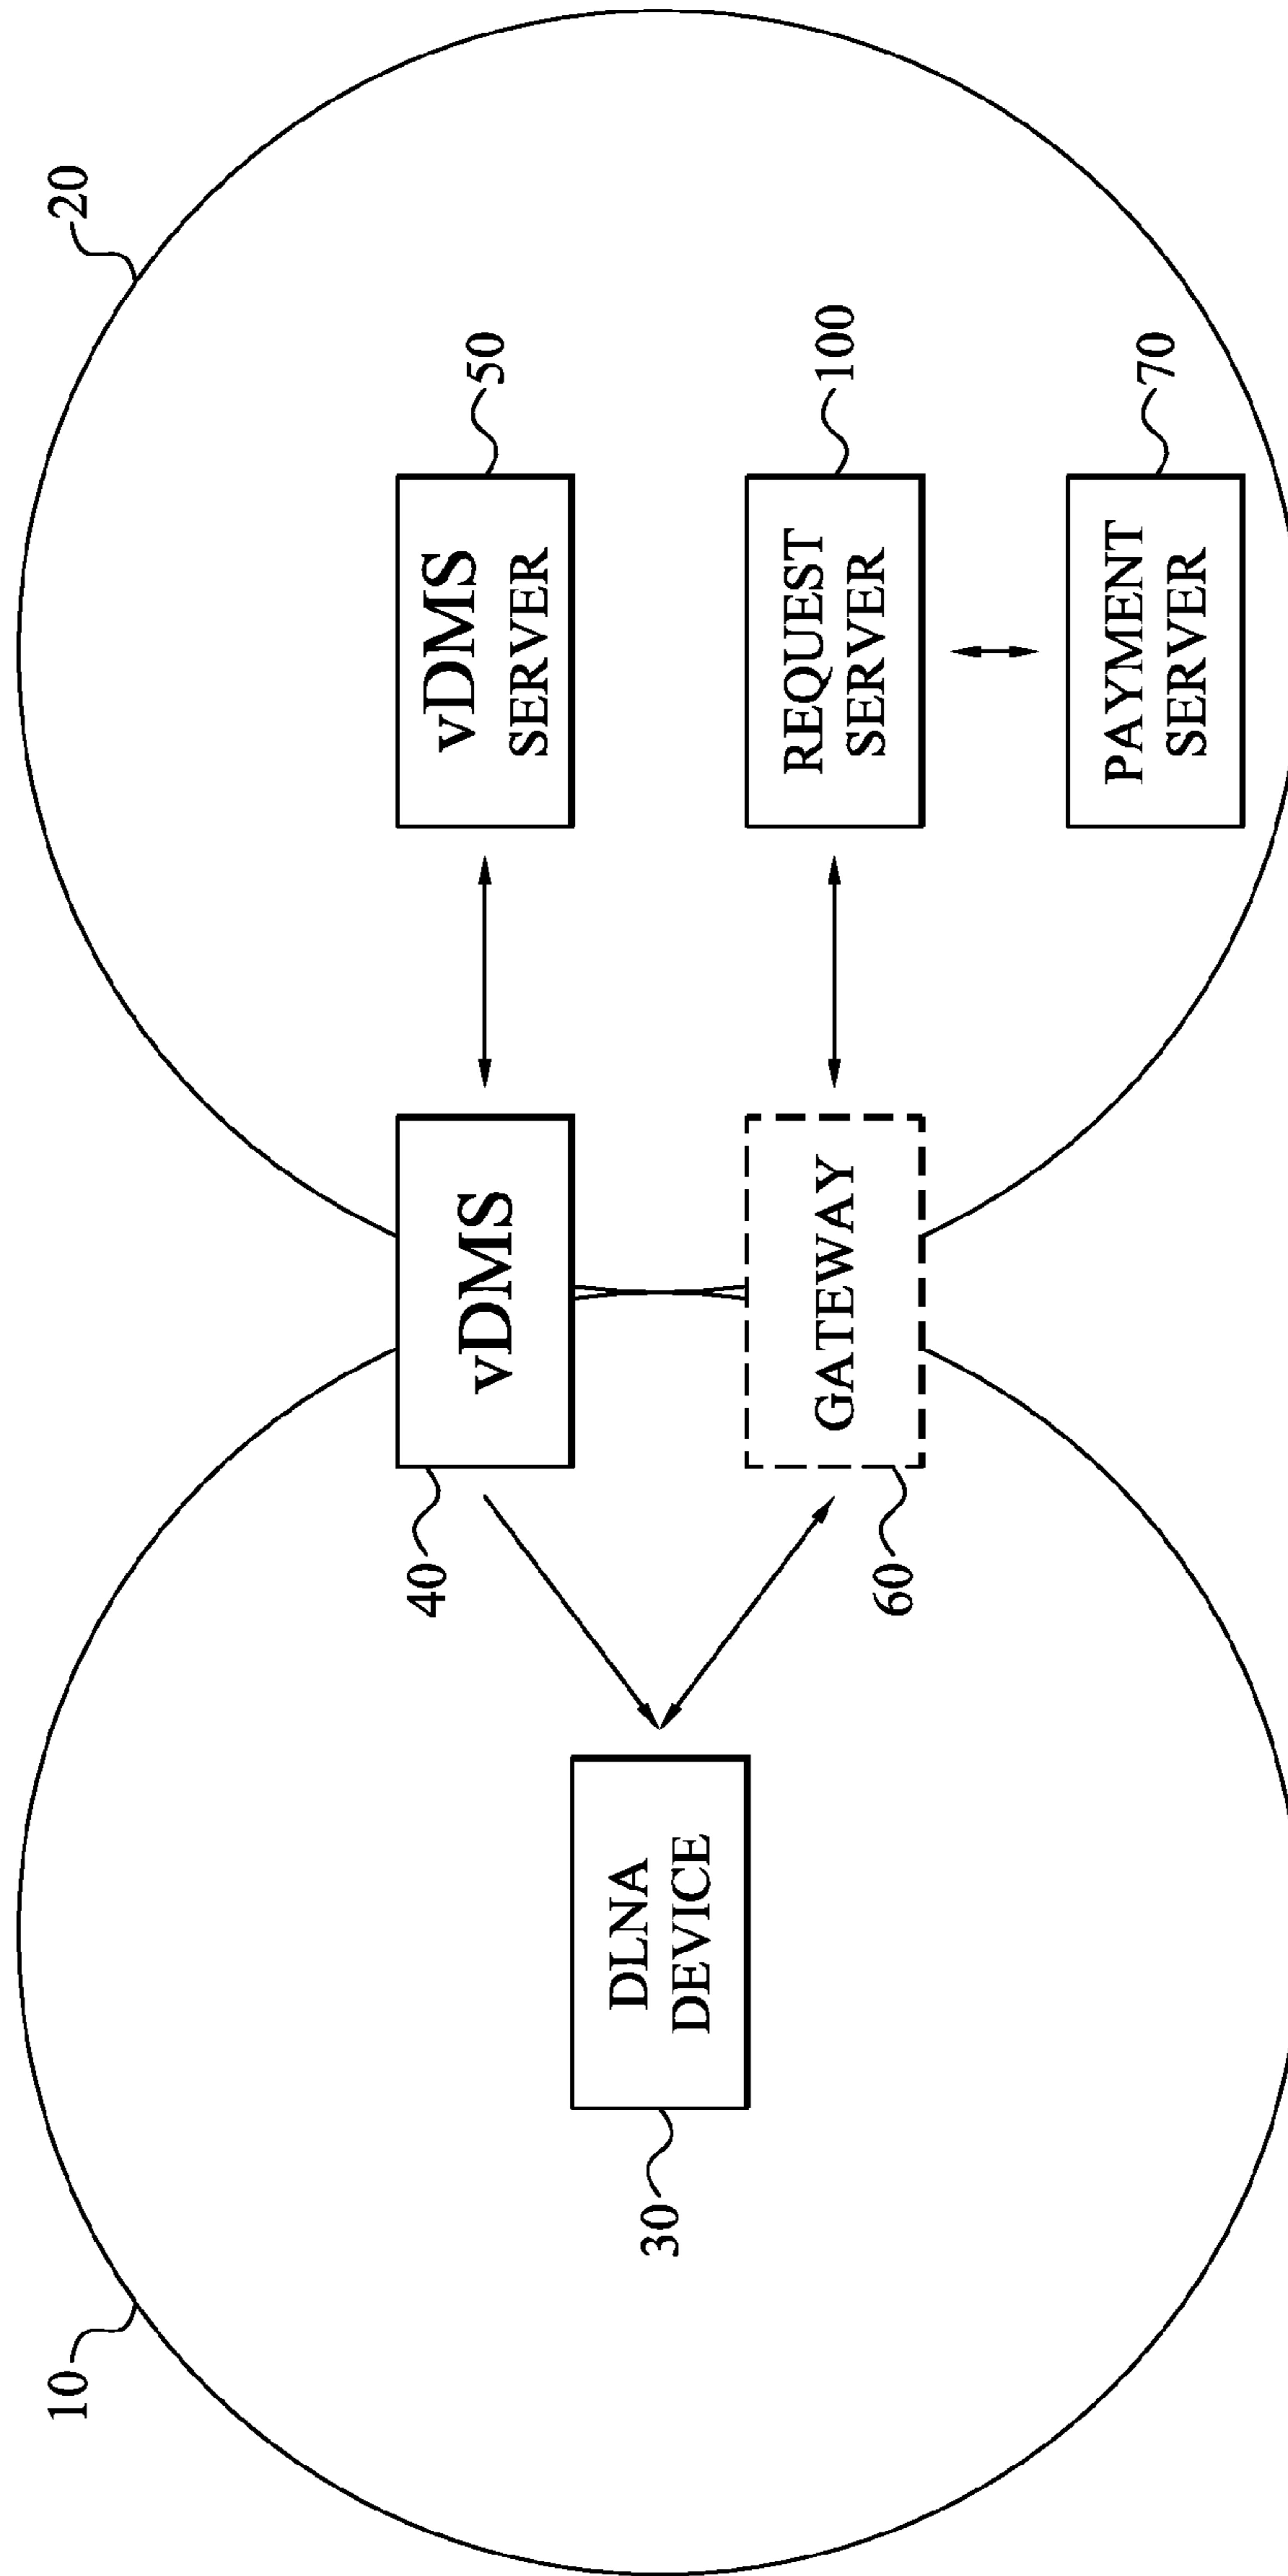 10
20
vDMS
SERVER
50
vDMS
40
DLNA
DEVICE
30
GATEWAY
60
REQUEST
SERVER
100
PAYMENT
SERVER
70